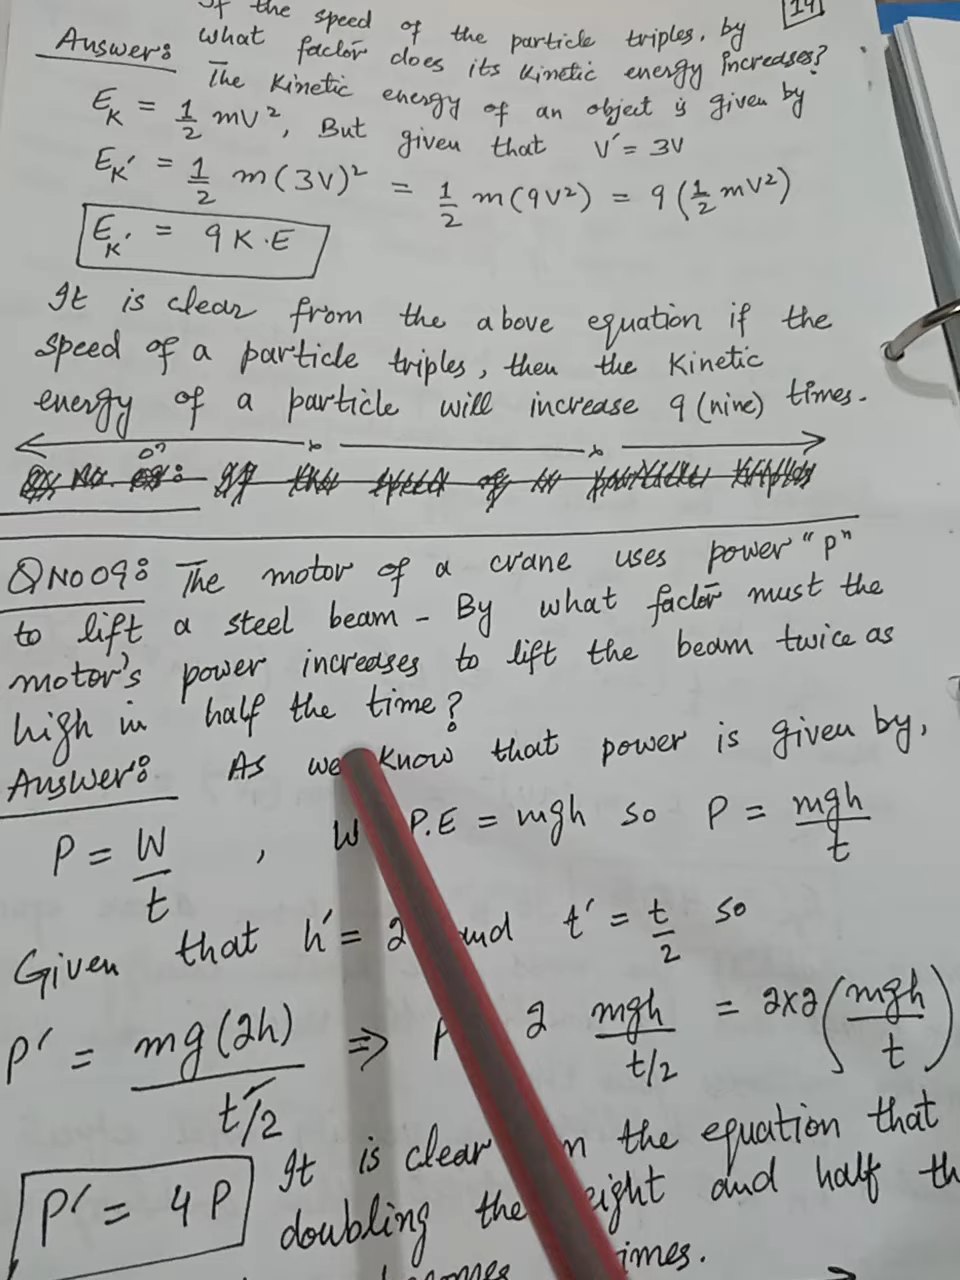 If the speed of the particle triples, by
what factor does its kinetic energy increases?
14
Answer: The Kinetic energy of an object is given by
E_K = 1/2 mv², But given that v' = 3v
E_K' = 1/2 m(3v)² = 1/2 m(9v²) = 9(1/2 mv²)
E_K' = 9 K.E
It is clear from the above equation if the
speed of a particle triples, then the Kinetic
energy of a particle will increase 9 (nine) times.
Q No 09: The motor of a crane uses power "P"
to lift a steel beam - By what factor must the
motor's power increases to lift the beam twice as
high in half the time?
Answer: As we know that power is given by,
P = W/t , W P.E = mgh so P = mgh/t
Given that h' = 2 and t' = t/2 so
P' = mg(2h)/t/2 ⇒ P 2 mgh/t/2 = 2x2(mgh/t)
P' = 4P
It is clear the equation that
doubling the and half